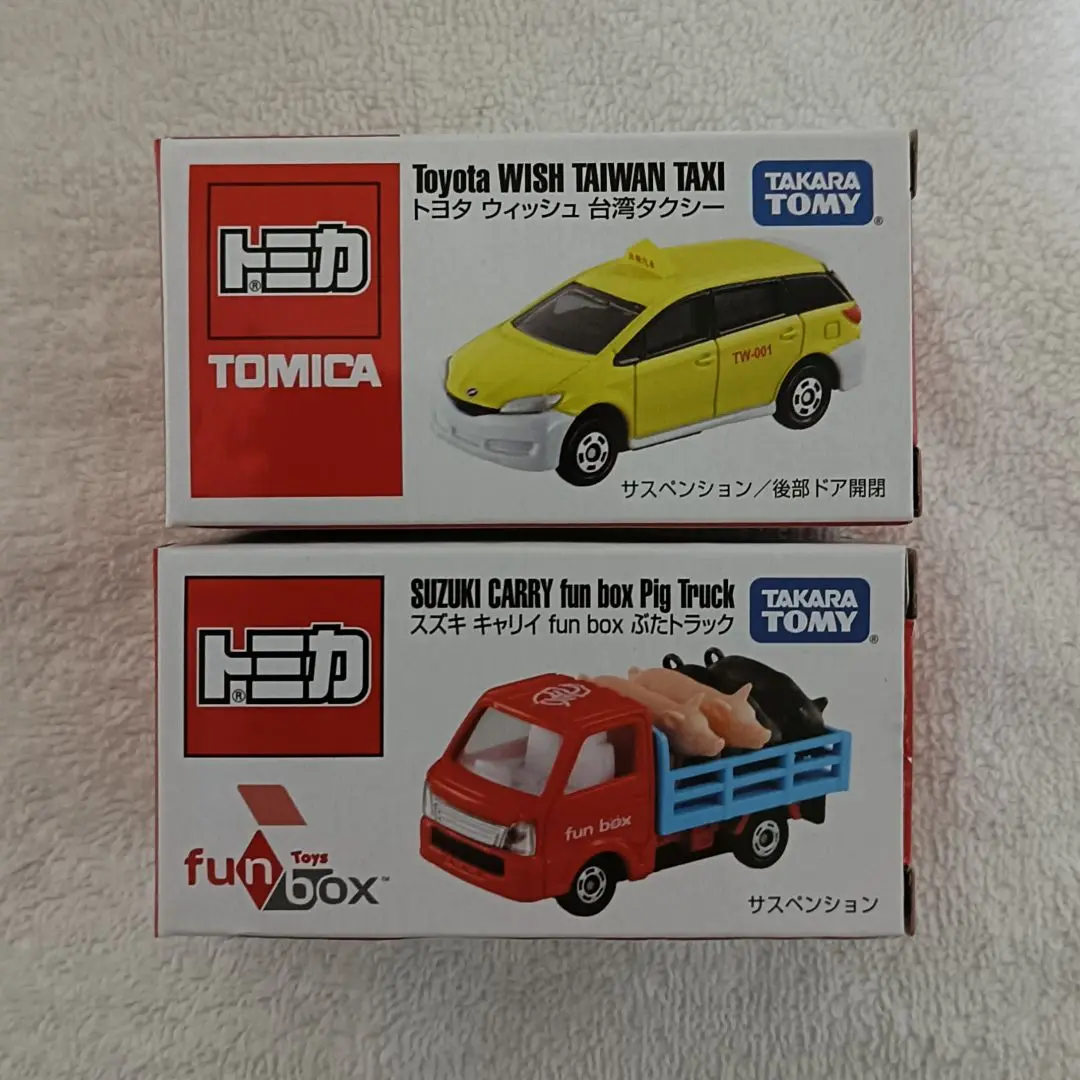 トミカ®
TOMICA
Toyota WISH TAIWAN TAXI
トヨタ ウィッシュ 台湾タクシー
TAKARA
TOMY®
TW-001
サスペンション／後部ドア開閉
トミカ®
fun Toys
box™
SUZUKI CARRY fun box Pig Truck
スズキ キャリイ fun box ぶたトラック
TAKARA
TOMY®
fun box
サスペンション